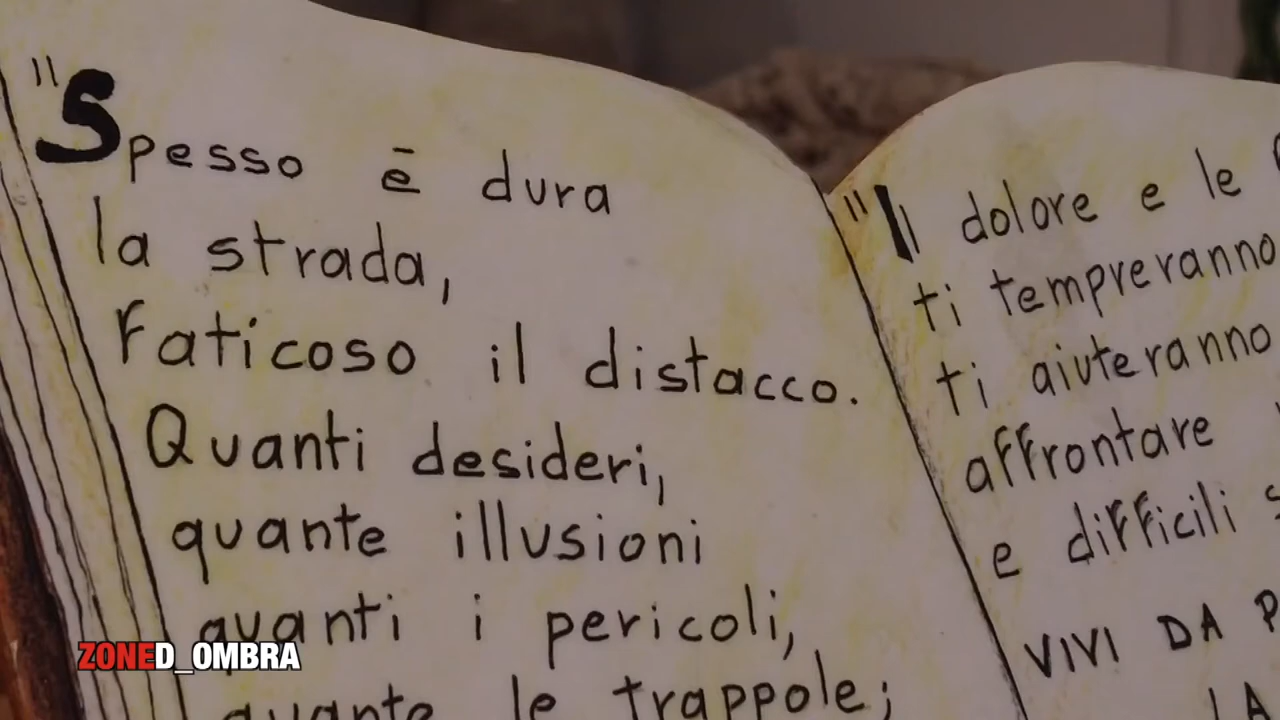 "Spesso ē dura
la strada,
Faticoso il distacco.
Quanti desideri,
quante illusioni
quanti i pericoli,
quante le trappole;
"Il dolore e le
ti tempreranno
ti aiuteranno
affrontare
e difficili
VIVI DA
ZONED_OMBRA